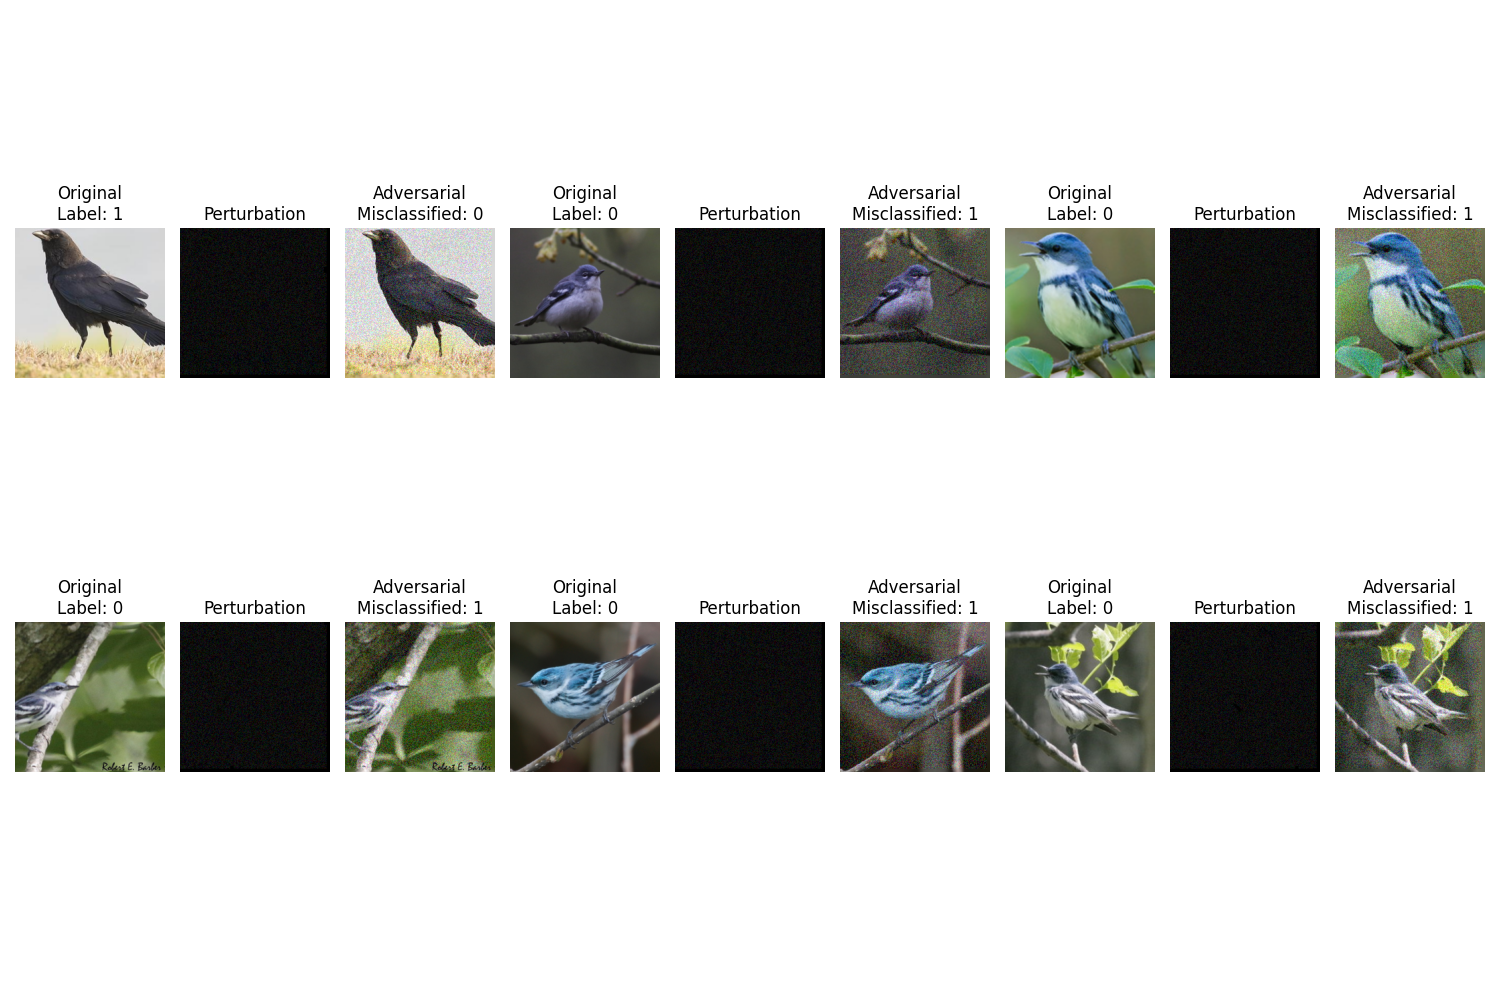 Original
Label: 1
Perturbation
Adversarial
Misclassified: 0
Original
Label: 0
Perturbation
Adversarial
Misclassified: 1
Original
Label: 0
Perturbation
Adversarial
Misclassified: 1
Original
Label: 0
Perturbation
Adversarial
Misclassified: 1
Original
Label: 0
Perturbation
Adversarial
Misclassified: 1
Original
Label: 0
Perturbation
Adversarial
Misclassified: 1
Robert E. Barber
Robert E. Barber